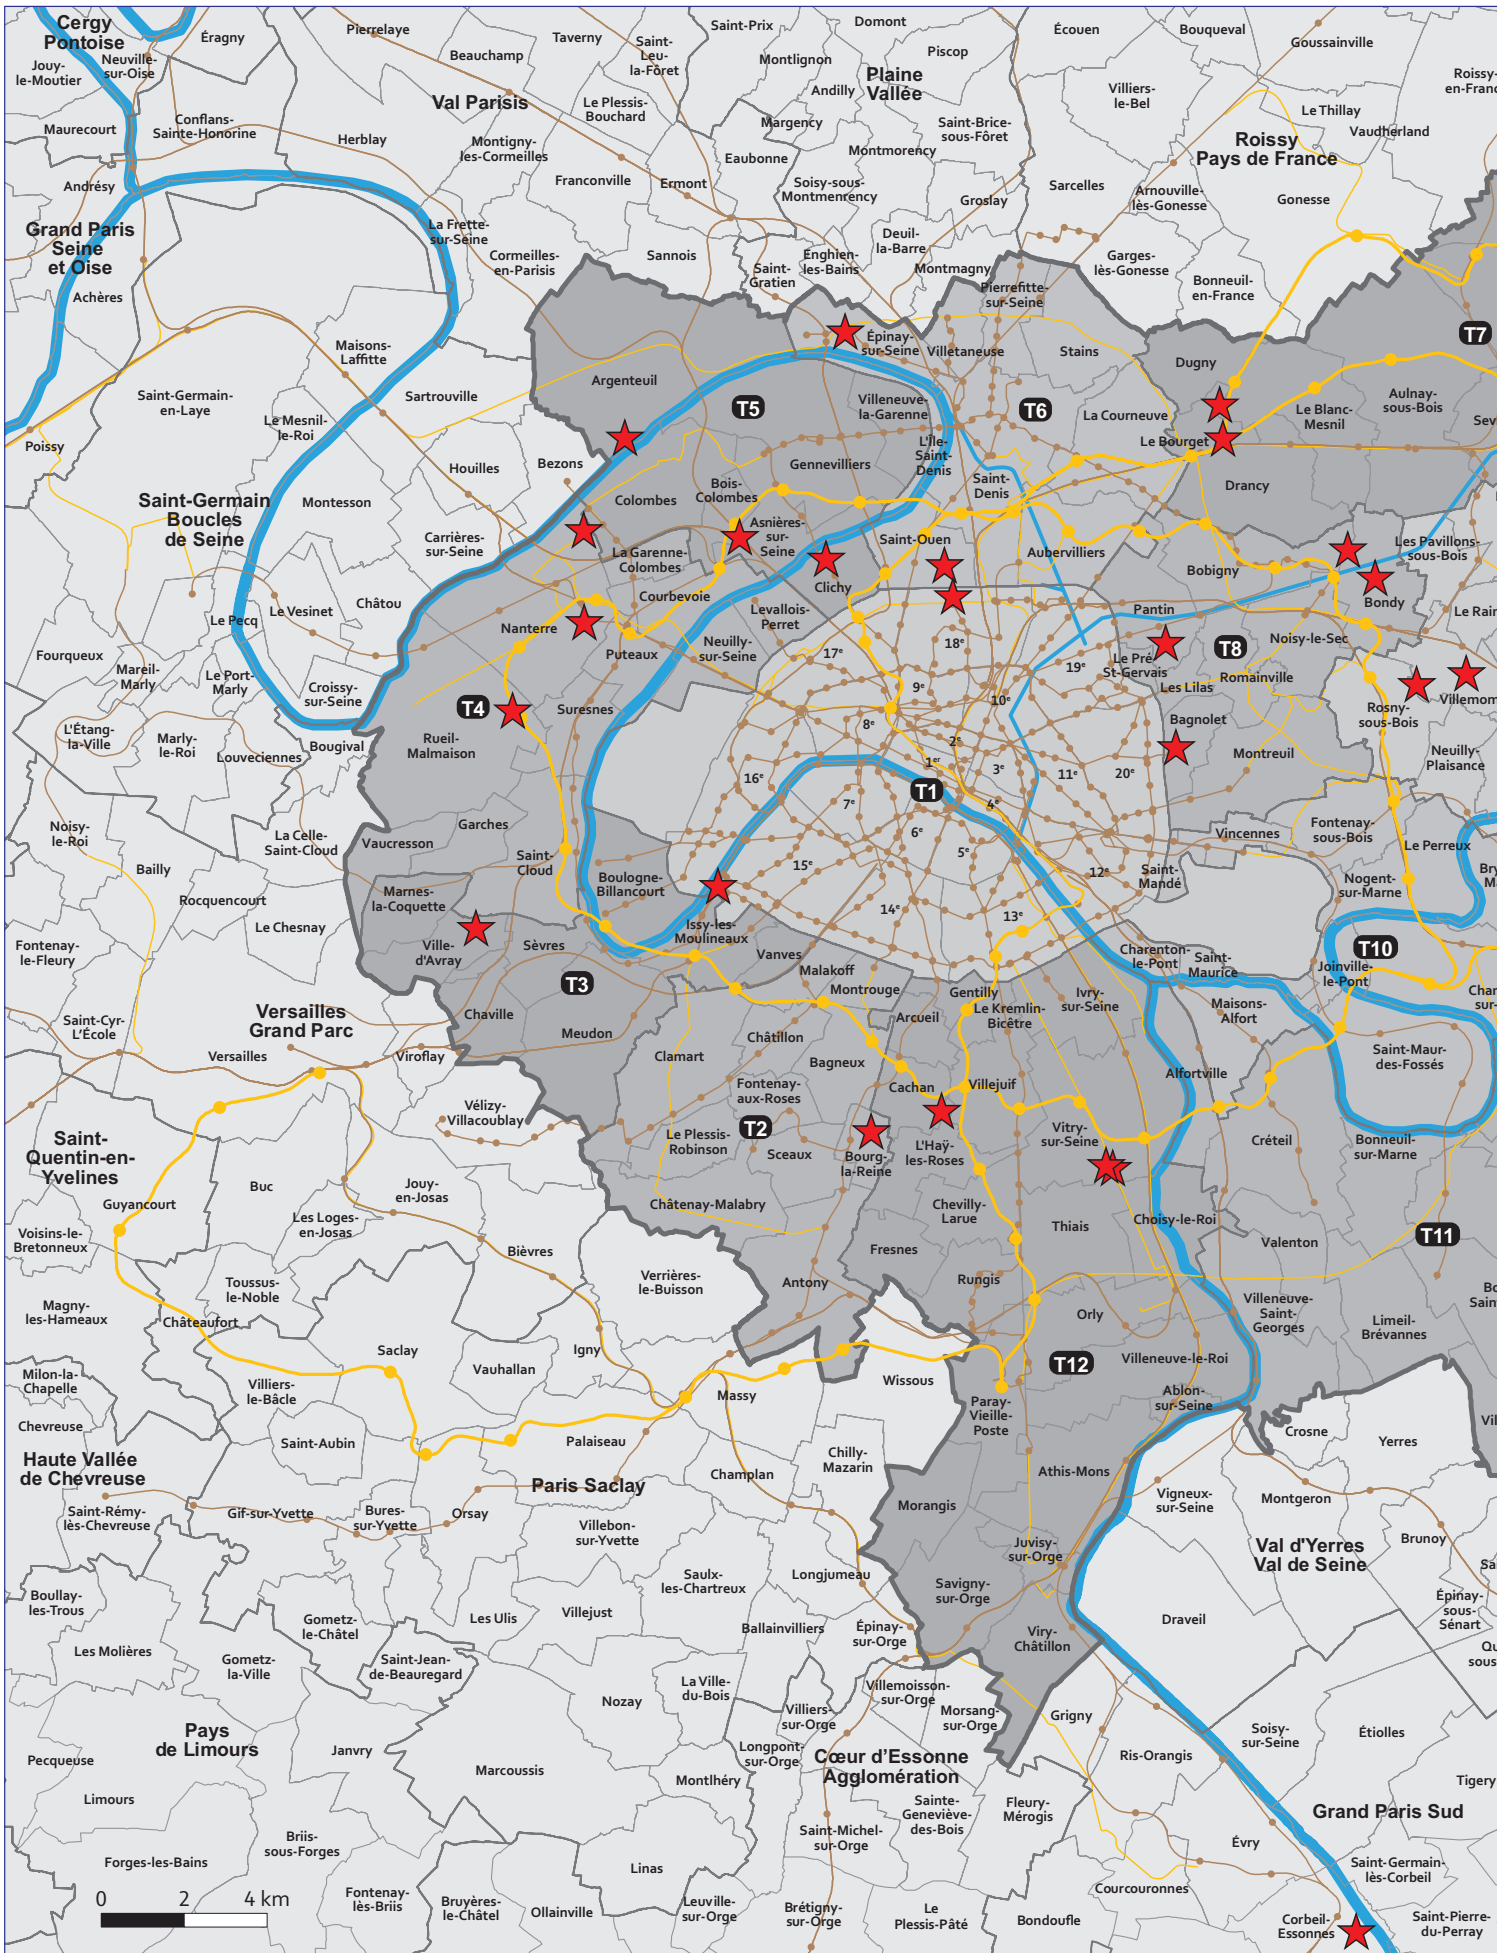 Cergy
Pontoise
Éragny
Pierrelaye
Beauchamp
Taverny
Saint-
Leu-
la-Fôret
Saint-Prix
Domont
Écouen
Bouqueval
Goussainville
Jouy-
le-Moutier
Neuville-
sur-Oise
Montlignon
Piscop
Plaine
Vallée
Andilly
Villiers-
le-Bel
Roissy-
en-Franc
Val Parisis
Le Plessis-
Bouchard
Margency
Saint-Brice-
sous-Fôret
Le Thillay
Vaudherland
Roissy
Pays de France
Maurecourt
Conflans-
Sainte-Honorine
Herblay
Montigny-
les-Cormeilles
Eaubonne
Montmorency
Franconville
Ermont
Soisy-sous-
Montmenrency
Groslay
Sarcelles
Arnouville-
lès-Gonesse
Gonesse
Andrésy
Grand Paris
Seine
et Oise
La Frette-
sur-Seine
Cormeilles-
en-Parisis
Sannois
Saint-
Gratien
Enghien-
les-Bains
Deuil-
la-Barre
Montmagny
Garges-
lès-Gonesse
Bonneuil-
en-France
Achères
Pierrefitte-
sur-Seine
Maisons-
Laffitte
Épinay-
sur-Seine
Villetaneuse
Stains
Dugny
T7
Saint-Germain-
en-Laye
Sartrouville
Argenteuil
T5
Villeneuve-
la-Garenne
T6
La Courneuve
Le Blanc-
Mesnil
Aulnay-
sous-Bois
Sev
Le Mesnil-
le-Roi
Poissy
Houilles
Bezons
Gennevilliers
L'Île-
Saint-
Denis
Le Bourget
Saint-Germain
Boucles
de Seine
Montesson
Colombes
Bois-
Colombes
Saint-
Denis
Drancy
Carrières-
sur-Seine
La Garenne-
Colombes
Asnières-
sur-
Seine
Saint-Ouen
Aubervilliers
Bobigny
Les Pavillons-
sous-Bois
Clichy
Courbevoie
Levallois-
Perret
Pantin
Bondy
Le Rain
Le Vesinet
Châtou
Le Pecq
Nanterre
Puteaux
Neuilly-
sur-Seine
17e
18e
19e
Le Pré
St-Gervais
T8
Noisy-le-Sec
Romainville
Les Lilas
Fourqueux
Mareil-
Marly
Le Port-
Marly
Croissy-
sur-Seine
T4
Suresnes
9e
10e
Rosny-
sous-Bois
Villemom
L'Étang-
la-Ville
Marly-
le-Roi
Louveciennes
Bougival
Rueil-
Malmaison
8e
2e
Bagnolet
Montreuil
Neuilly-
Plaisance
16e
1er
3e
11e
20e
T1
7e
4e
Noisy-
le-Roi
La Celle-
Saint-Cloud
Garches
Vaucresson
6e
5e
Vincennes
Fontenay-
sous-Bois
Le Perreux
Bailly
Saint-
Cloud
15e
12e
Saint-
Mandé
Nogent-
sur-Marne
Bry
Ma
Rocquencourt
Marnes-
la-Coquette
Boulogne-
Billancourt
14e
13e
Le Chesnay
Fontenay-
le-Fleury
Ville-
d'Avray
Sèvres
Issy-les-
Moulineaux
Vanves
Malakoff
Charenton-
le-Pont
Saint-
Maurice
T10
Joinville-
le-Pont
T3
Montrouge
Gentilly
Ivry-
sur-Seine
Cham
sur-
Versailles
Grand Parc
Saint-Cyr-
L'École
Chaville
Meudon
Arcueil
Le Kremlin-
Bicêtre
Maisons-
Alfort
Versailles
Viroflay
Clamart
Châtillon
Bagneux
Saint-Maur-
des-Fossés
Alfortville
Fontenay-
aux-Roses
Cachan
Villejuif
Vélizy-
Villacoublay
T2
Vitry-
sur-Seine
Créteil
Bonneuil-
sur-Marne
Saint-
Quentin-en-
Yvelines
Le Plessis-
Robinson
Sceaux
Bourg-
la-Reine
L'Haÿ-
les-Roses
Guyancourt
Buc
Jouy-
en-Josas
Châtenay-Malabry
Chevilly-
Larue
Thiais
Choisy-le-Roi
Voisins-le-
Bretonneux
Les Loges-
en-Josas
Bièvres
Fresnes
Valenton
T11
Toussus-
le-Noble
Verrières-
le-Buisson
Antony
Rungis
Magny-
les-Hameaux
Châteaufort
Orly
Villeneuve-
Saint-
Georges
Limeil-
Brévannes
Bo
Saint
Saclay
Igny
T12
Villeneuve-le-Roi
Milon-la-
Chapelle
Vauhallan
Villiers-
le-Bâcle
Massy
Wissous
Ablon-
sur-Seine
Chevreuse
Paray-
Vieille-
Poste
Vil
Crosne
Yerres
Saint-Aubin
Palaiseau
Haute Vallée
de Chevreuse
Chilly-
Mazarin
Champlan
Athis-Mons
Paris Saclay
Saint-Rémy-
lès-Chevreuse
Gif-sur-Yvette
Bures-
sur-Yvette
Orsay
Morangis
Vigneux-
sur-Seine
Montgeron
Villebon-
sur-Yvette
Brunoy
Juvisy-
sur-Orge
Val d'Yerres
Val de Seine
Sa
Boullay-
les-Trous
Saulx-
les-Chartreux
Longjumeau
Savigny-
sur-Orge
Épinay-
sous-
Sénart
Gometz-
le-Châtel
Les Ulis
Villejust
Ballainvilliers
Épinay-
sur-Orge
Viry-
Châtillon
Draveil
Les Molières
Gometz-
la-Ville
Saint-Jean-
de-Beauregard
Qu
sous
La Ville-
du-Bois
Villemoisson-
sur-Orge
Nozay
Villiers-
sur-Orge
Morsang-
sur-Orge
Grigny
Pays
de Limours
Soisy-
sur-Seine
Étiolles
Pecqueuse
Janvry
Longpont-
sur-Orge
Cœur d'Essonne
Agglomération
Ris-Orangis
Marcoussis
Montlhéry
Tigery
Limours
Sainte-
Geneviève-
des-Bois
Fleury-
Mérogis
Grand Paris Sud
Briis-
sous-Forges
Saint-Michel-
sur-Orge
Évry
Forges-les-Bains
Linas
Saint-Germain-
lès-Corbeil
0 2 4 km
Fontenay-
lès-Briis
Bruyères-
le-Châtel
Ollainville
Leuville-
sur-Orge
Brétigny-
sur-Orge
Le
Plessis-Pâté
Bondoufle
Courcouronnes
Corbeil-
Essonnes
Saint-Pierre-
du-Perray